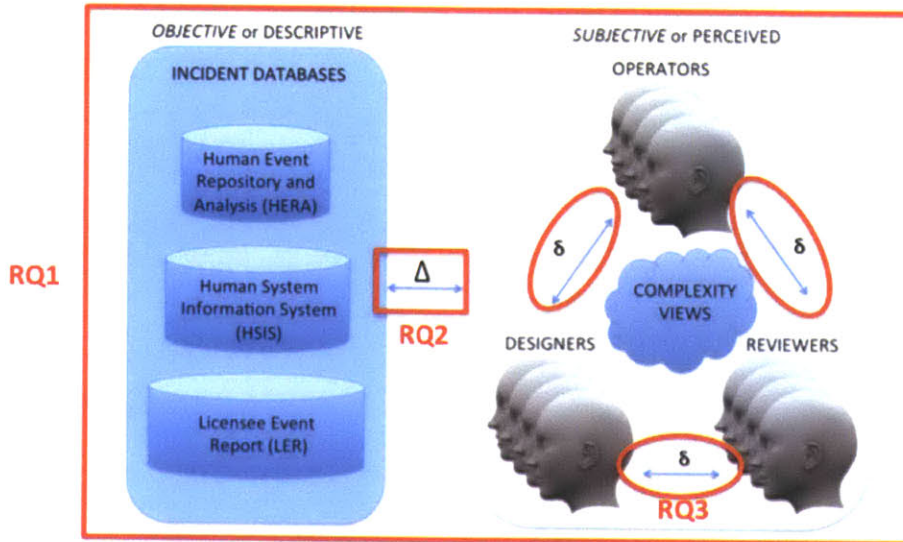 OBJECTIVE or DESCRIPTIVE
INCIDENT DATABASES
Human Event
Repository and
Analysis (HERA)
Human System
Information System
(HSIS)
Licensee Event
Report (LER)
RQ1
Δ
RQ2
SUBJECTIVE or PERCEIVED
OPERATORS
δ
δ
COMPLEXITY
VIEWS
DESIGNERS
REVIEWERS
δ
RQ3